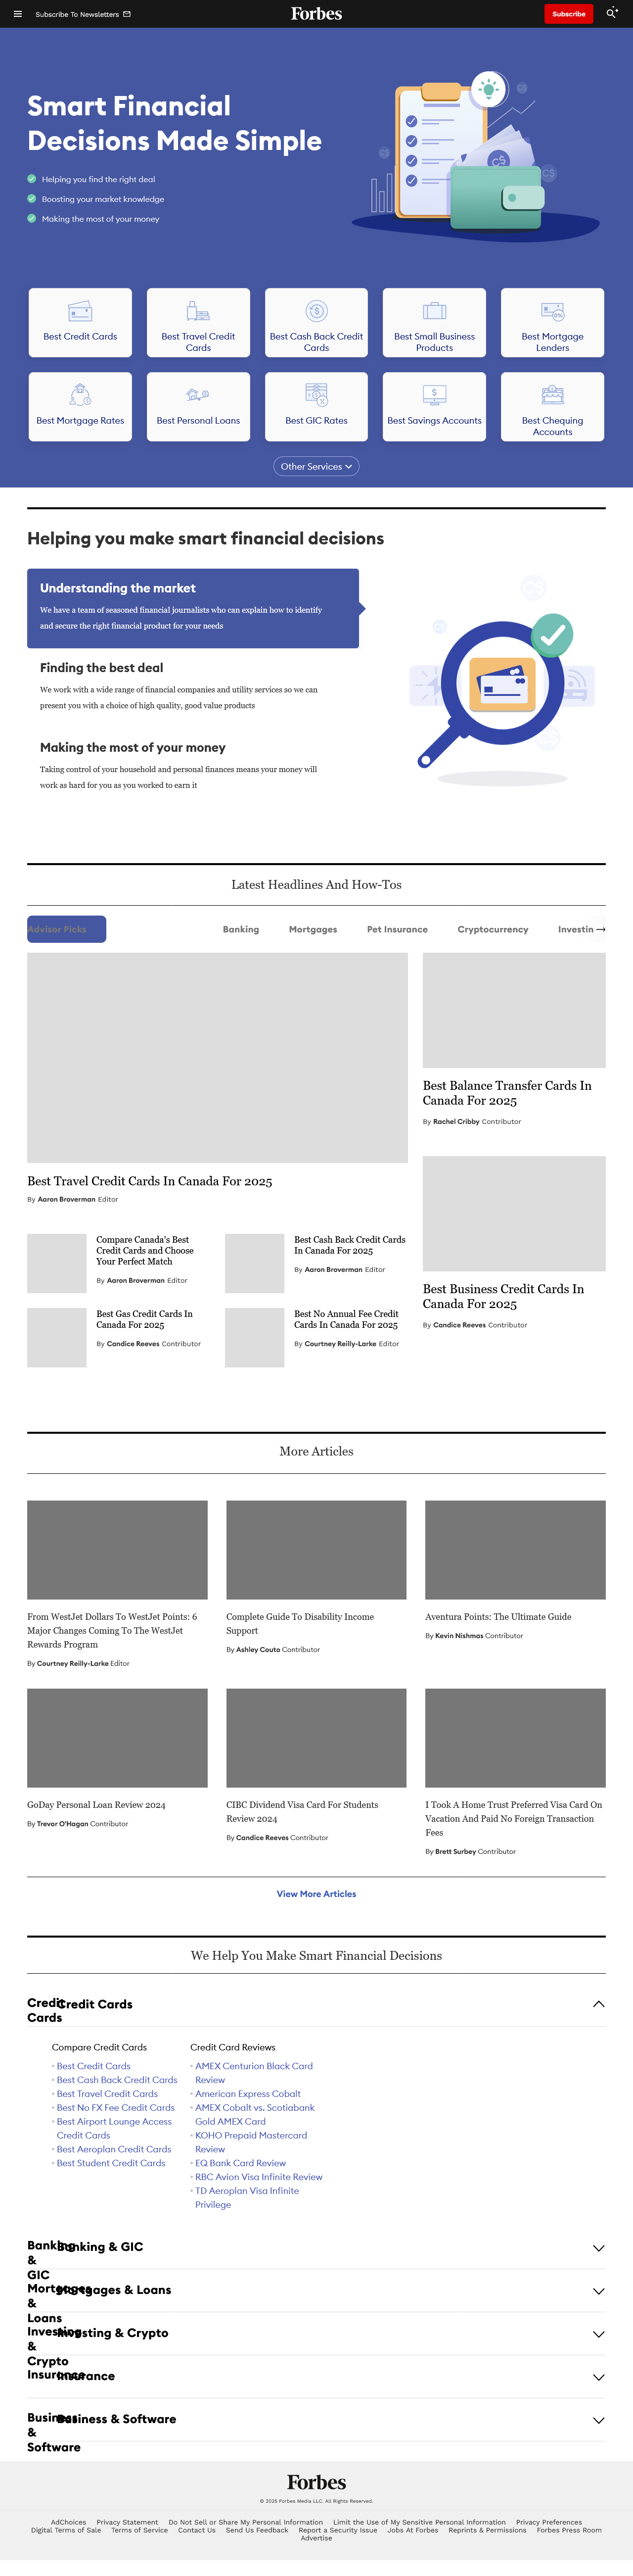 Subscribe To Newsletters
Forbes
Subscribe
Smart Financial
Decisions Made Simple
Helping you find the right deal
Boosting your market knowledge
Making the most of your money
C$
C$
C$
C$
Best Credit Cards
Best Travel Credit
Cards
Best Cash Back Credit
Cards
Best Small Business
Products
Best Mortgage
Lenders
Best Mortgage Rates
Best Personal Loans
Best GIC Rates
Best Savings Accounts
Best Chequing
Accounts
Other Services
Helping you make smart financial decisions
Understanding the market
We have a team of seasoned financial journalists who can explain how to identify
and secure the right financial product for your needs
Finding the best deal
We work with a wide range of financial companies and utility services so we can
present you with a choice of high quality, good value products
Making the most of your money
Taking control of your household and personal finances means your money will
work as hard for you as you worked to earn it
C$
C$
C$
Latest Headlines And How-Tos
Advisor Picks
Banking
Mortgages
Pet Insurance
Cryptocurrency
Investin
Best Travel Credit Cards In Canada For 2025
By Aaron Broverman Editor
Compare Canada's Best
Credit Cards and Choose
Your Perfect Match
By Aaron Broverman Editor
Best Cash Back Credit Cards
In Canada For 2025
By Aaron Broverman Editor
Best Gas Credit Cards In
Canada For 2025
By Candice Reeves Contributor
Best No Annual Fee Credit
Cards In Canada For 2025
By Courtney Reilly-Larke Editor
Best Balance Transfer Cards In
Canada For 2025
By Rachel Cribby Contributor
Best Business Credit Cards In
Canada For 2025
By Candice Reeves Contributor
More Articles
From WestJet Dollars To WestJet Points: 6
Major Changes Coming To The WestJet
Rewards Program
By Courtney Reilly-Larke Editor
Complete Guide To Disability Income
Support
By Ashley Couto Contributor
Aventura Points: The Ultimate Guide
By Kevin Nishmas Contributor
GoDay Personal Loan Review 2024
By Trevor O'Hagan Contributor
CIBC Dividend Visa Card For Students
Review 2024
By Candice Reeves Contributor
I Took A Home Trust Preferred Visa Card On
Vacation And Paid No Foreign Transaction
Fees
By Brett Surbey Contributor
View More Articles
We Help You Make Smart Financial Decisions
Credit
Cards
Credit Cards
Compare Credit Cards
Best Credit Cards
Best Cash Back Credit Cards
Best Travel Credit Cards
Best No FX Fee Credit Cards
Best Airport Lounge Access
Credit Cards
Best Aeroplan Credit Cards
Best Student Credit Cards
Credit Card Reviews
AMEX Centurion Black Card
Review
American Express Cobalt
AMEX Cobalt vs. Scotiabank
Gold AMEX Card
KOHO Prepaid Mastercard
Review
EQ Bank Card Review
RBC Avion Visa Infinite Review
TD Aeroplan Visa Infinite
Privilege
Banking
&
GIC
Banking & GIC
Mortgages
&
Loans
Mortgages & Loans
Investing
&
Crypto
Investing & Crypto
Insurance
Insurance
Business
&
Software
Business & Software
Forbes
© 2025 Forbes Media LLC. All Rights Reserved.
AdChoices Privacy Statement Do Not Sell or Share My Personal Information Limit the Use of My Sensitive Personal Information Privacy Preferences
Digital Terms of Sale Terms of Service Contact Us Send Us Feedback Report a Security Issue Jobs At Forbes Reprints & Permissions Forbes Press Room
Advertise